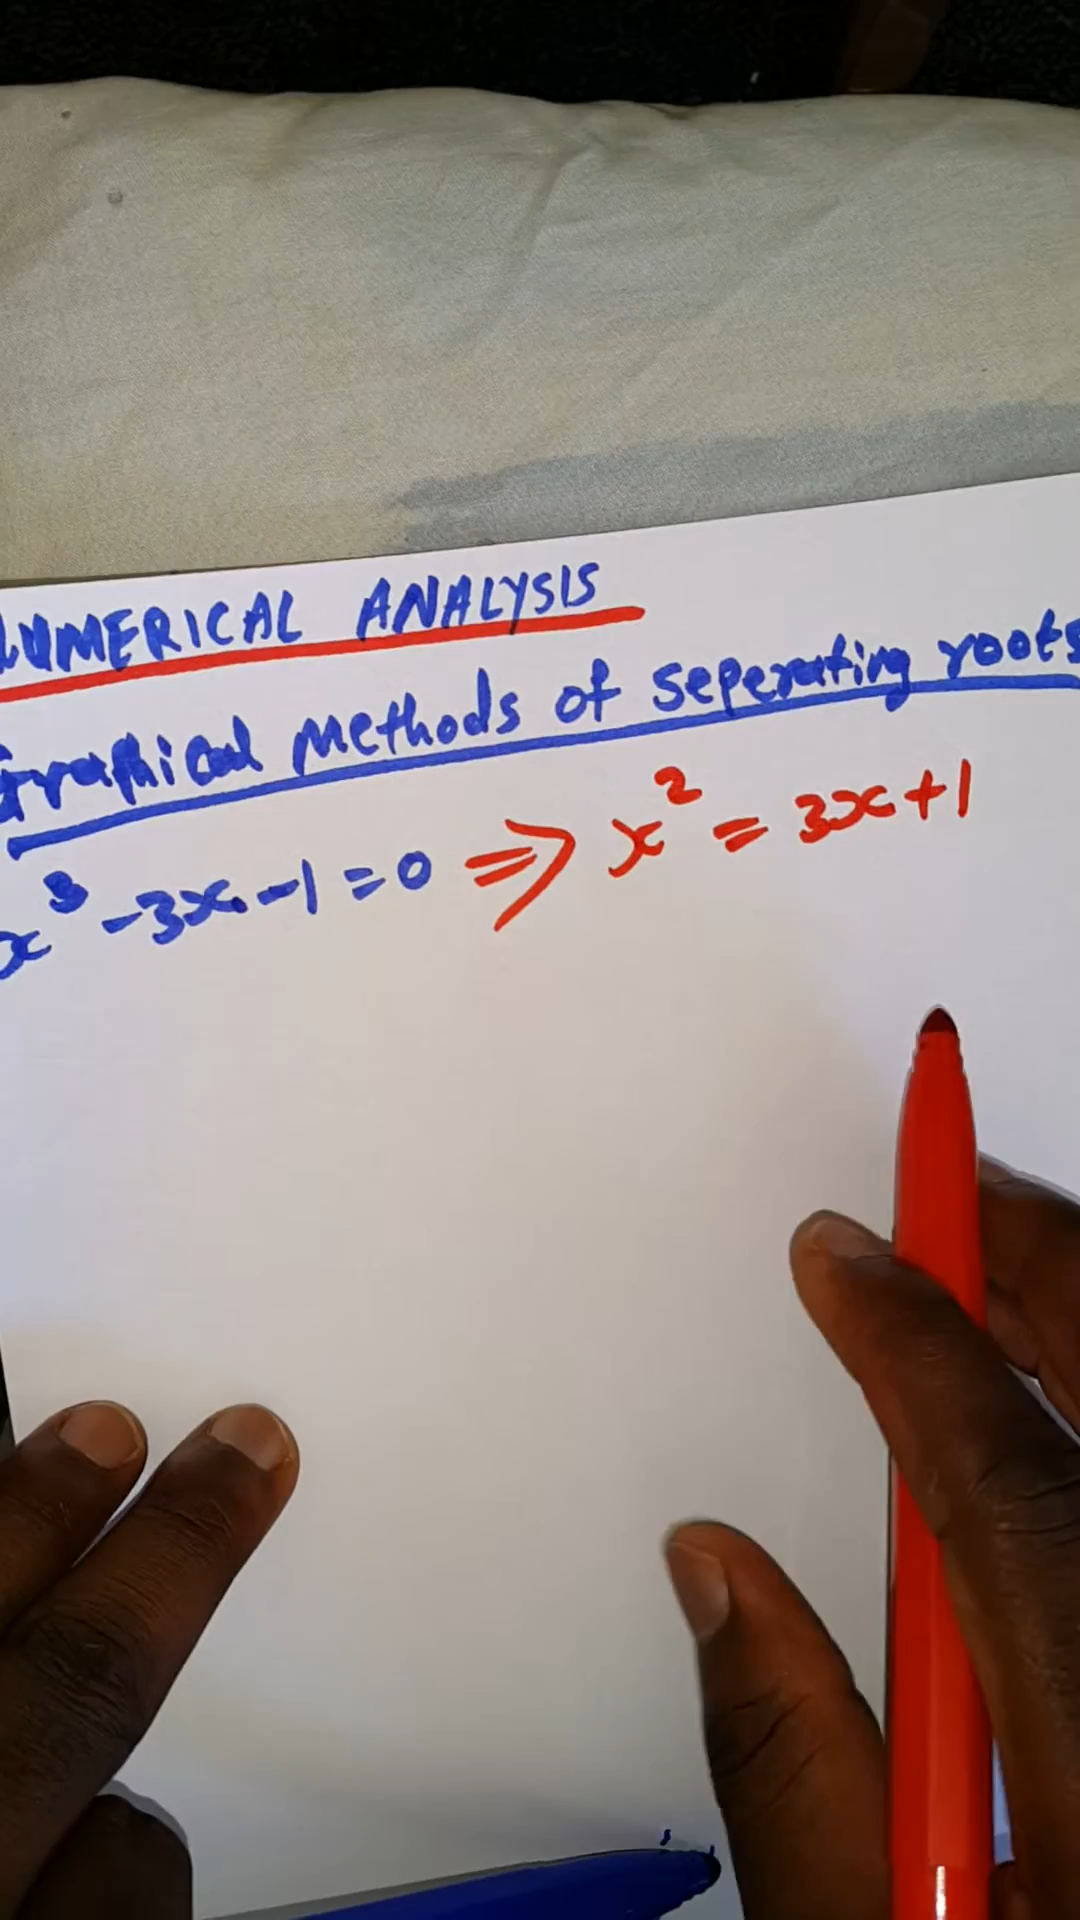 NUMERICAL ANALYSIS
Graphical Methods of seperating roots
x³ -3x-1=0 ⇒ x² = 3x+1